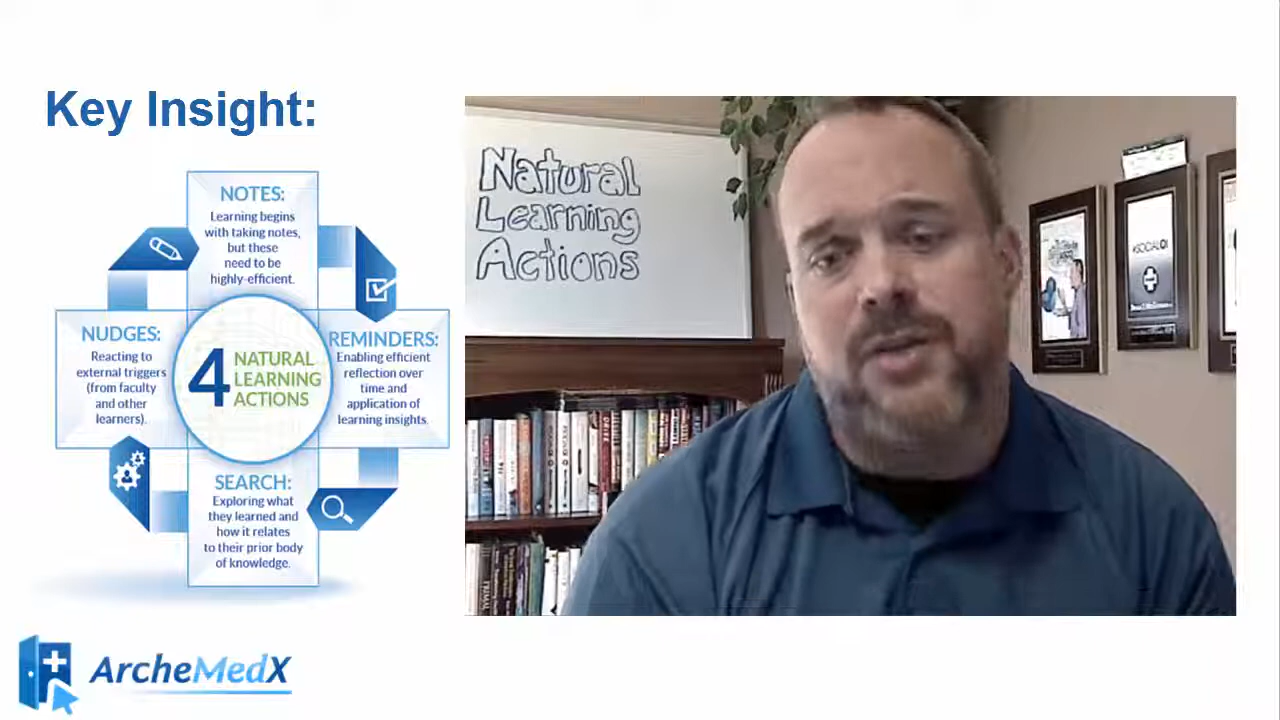 Key Insight:
NOTES:
Learning begins
with taking notes,
but these
need to be
highly-efficient.
NUDGES:
Reacting to
external triggers
(from faculty
and other
learners).
4 NATURAL
LEARNING
ACTIONS
REMINDERS:
Enabling efficient
reflection over
time and
application of
learning insights.
SEARCH:
Exploring what
they learned and
how it relates
to their prior body
of knowledge.
ArcheMedX
Natural
Learning
Actions
#SOCIALQI
DRIVE
PRIMAL